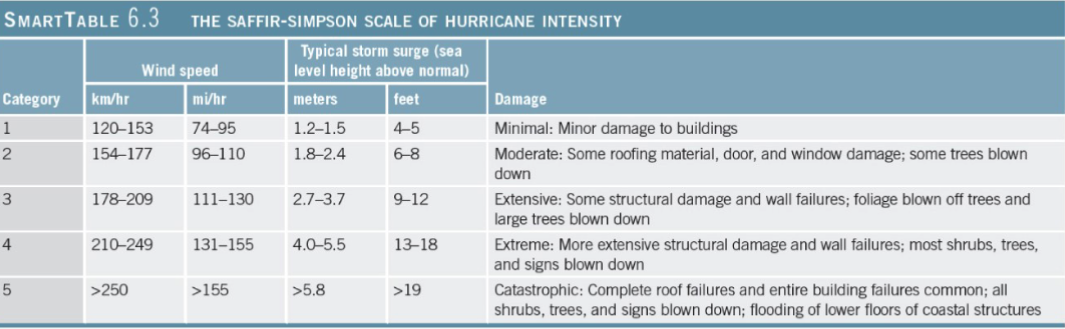 SMARTTABLE 6.3 THE SAFFIR-SIMPSON SCALE OF HURRICANE INTENSITY
Wind speed
Typical storm surge (sea
level height above normal)
Category km/hr mi/hr meters feet Damage
1 120–153 74–95 1.2–1.5 4–5 Minimal: Minor damage to buildings
2 154–177 96–110 1.8–2.4 6–8 Moderate: Some roofing material, door, and window damage; some trees blown
down
3 178–209 111–130 2.7–3.7 9–12 Extensive: Some structural damage and wall failures; foliage blown off trees and
large trees blown down
4 210–249 131–155 4.0–5.5 13–18 Extreme: More extensive structural damage and wall failures; most shrubs, trees,
and signs blown down
5 >250 >155 >5.8 >19 Catastrophic: Complete roof failures and entire building failures common; all
shrubs, trees, and signs blown down; flooding of lower floors of coastal structures